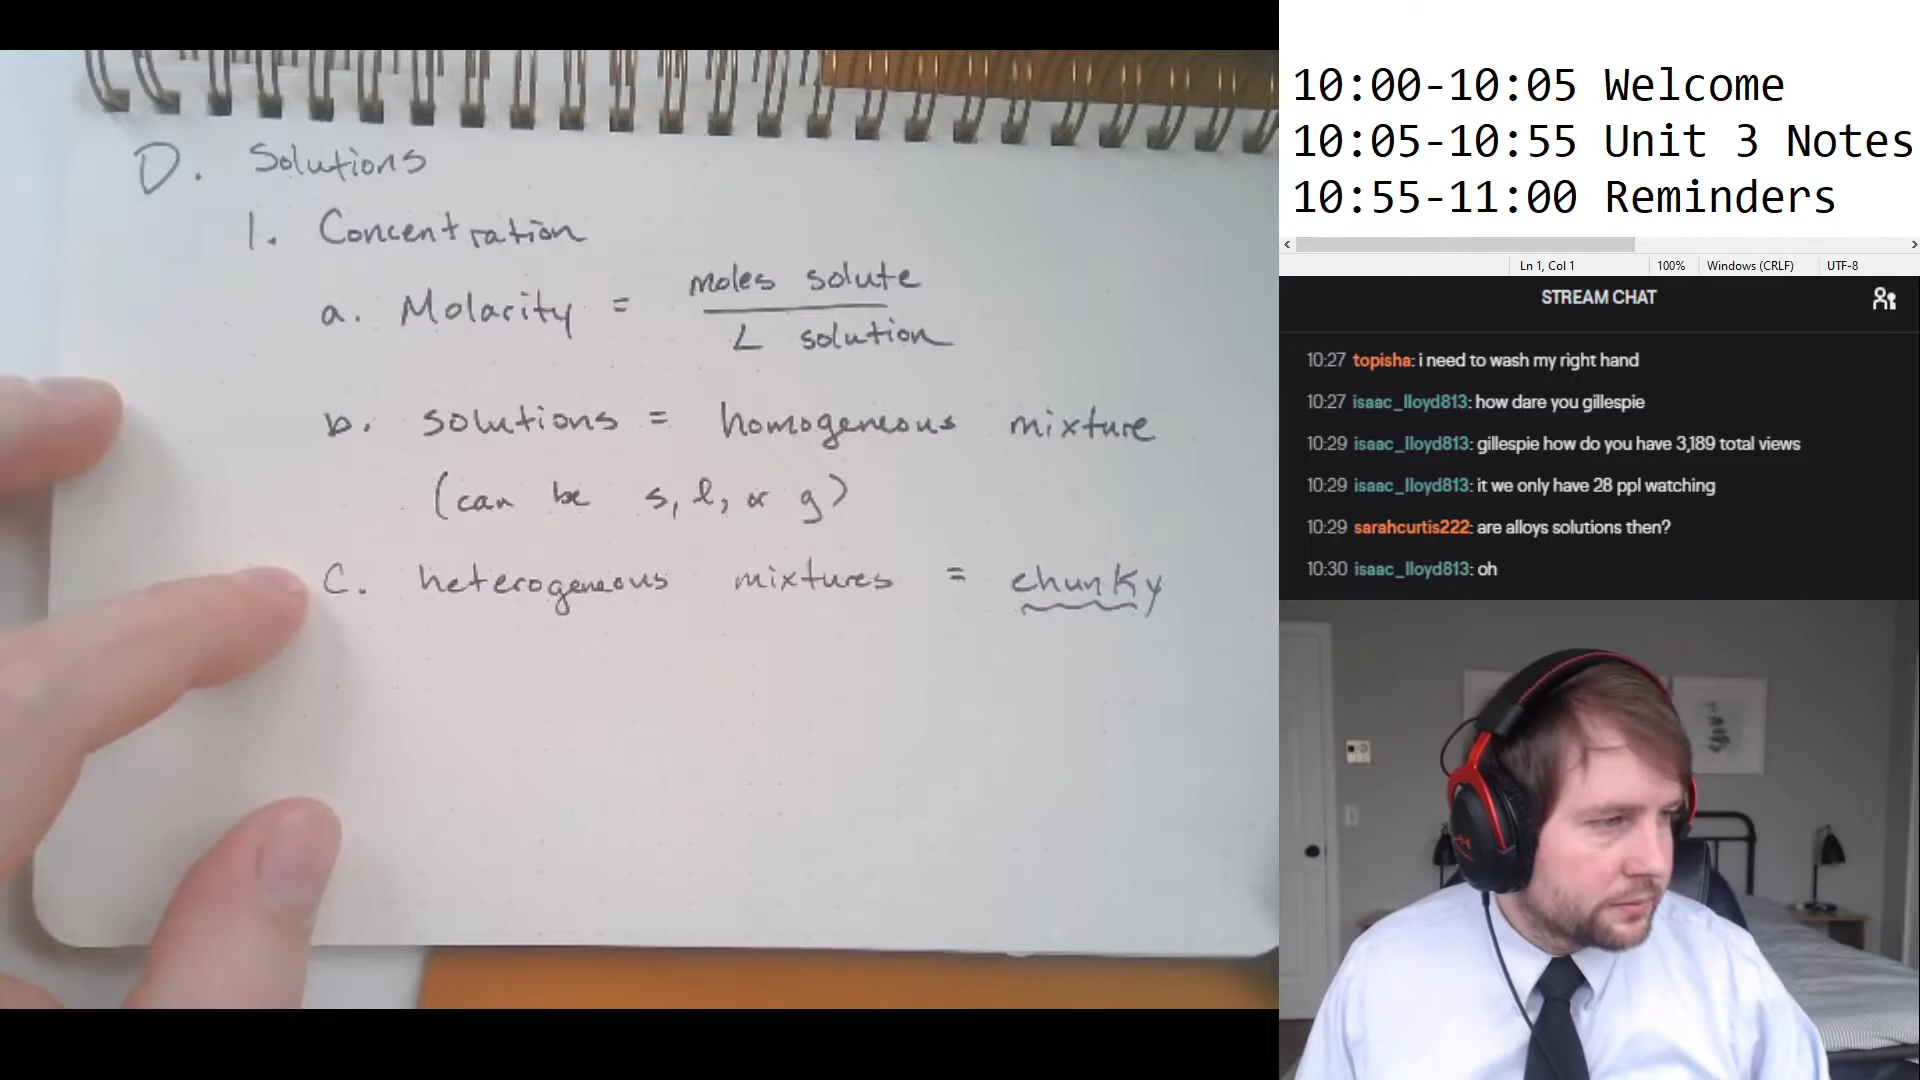 D. Solutions
1. Concentration
a. Molarity = moles solute
L solution
b. solutions = homogeneous mixture
(can be s, l, or g)
c. heterogeneous mixtures = chunky
10:00-10:05 Welcome
10:05-10:55 Unit 3 Notes
10:55-11:00 Reminders
Ln 1, Col 1 100% Windows (CRLF) UTF-8
STREAM CHAT
10:27 topisha: i need to wash my right hand
10:27 isaac_lloyd813: how dare you gillespie
10:29 isaac_lloyd813: gillespie how do you have 3,189 total views
10:29 isaac_lloyd813: it we only have 28 ppl watching
10:29 sarahcurtis222: are alloys solutions then?
10:30 isaac_lloyd813: oh